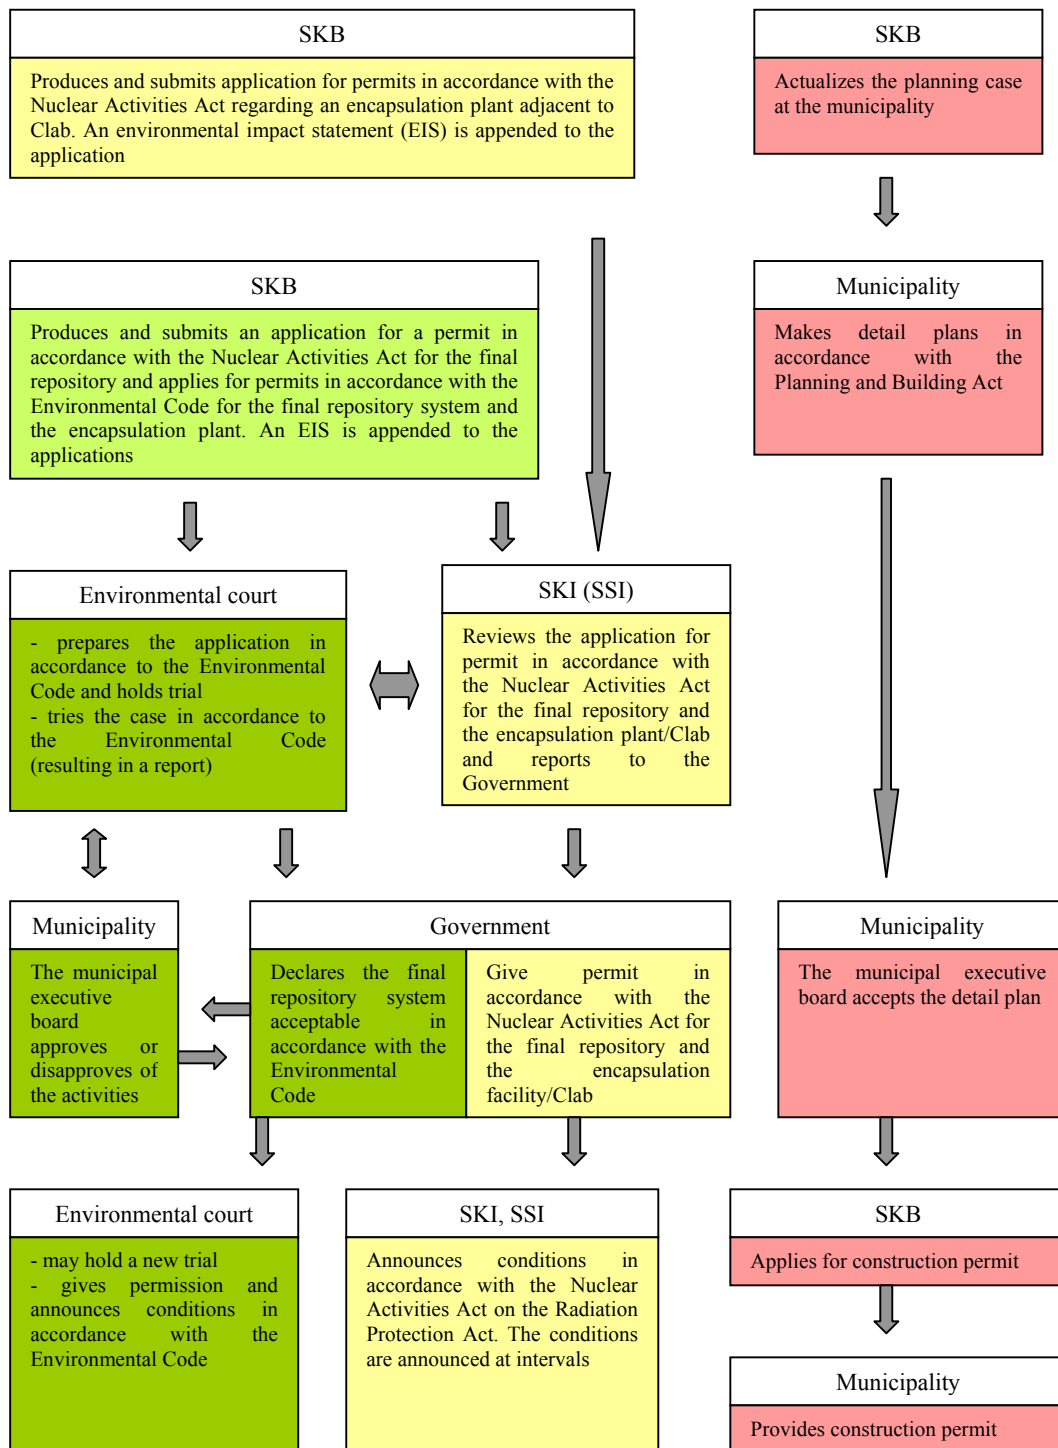 SKB
Produces and submits application for permits in accordance with the
Nuclear Activities Act regarding an encapsulation plant adjacent to
Clab. An environmental impact statement (EIS) is appended to the
application
SKB
Actualizes the planning case
at the municipality
SKB
Produces and submits an application for a permit in
accordance with the Nuclear Activities Act for the final
repository and applies for permits in accordance with the
Environmental Code for the final repository system and
the encapsulation plant. An EIS is appended to the
applications
Municipality
Makes detail plans in
accordance with the
Planning and Building Act
Environmental court
- prepares the application in
accordance to the Environmental
Code and holds trial
- tries the case in accordance to
the Environmental Code
(resulting in a report)
SKI (SSI)
Reviews the application for
permit in accordance with
the Nuclear Activities Act
for the final repository and
the encapsulation plant/Clab
and reports to the
Government
Municipality
The municipal
executive
board
approves or
disapproves of
the activities
Government
Declares the final
repository system
acceptable in
accordance with the
Environmental
Code
Give permit in
accordance with the
Nuclear Activities Act for
the final repository and
the encapsulation
facility/Clab
Municipality
The municipal executive
board accepts the detail plan
Environmental court
- may hold a new trial
- gives permission and
announces conditions in
accordance with the
Environmental Code
SKI, SSI
Announces conditions in
accordance with the Nuclear
Activities Act on the Radiation
Protection Act. The conditions
are announced at intervals
SKB
Applies for construction permit
Municipality
Provides construction permit